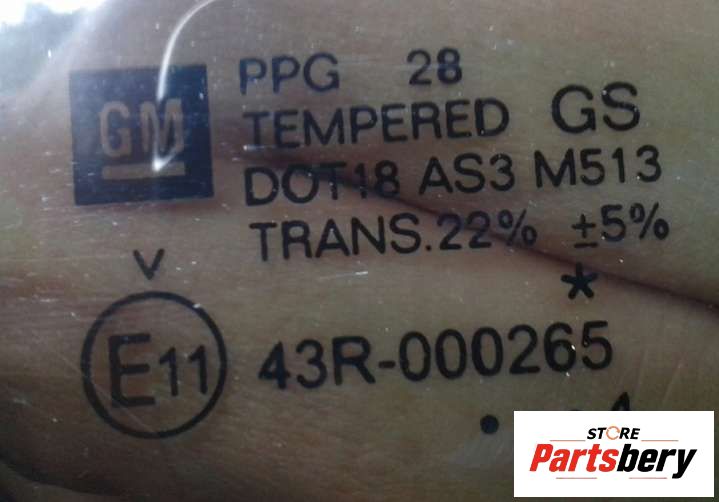 GM
PPG 28
TEMPERED GS
DOT18 AS3 M513
TRANS.22% ±5%
V
*
E11 43R-000265
STORE
Partsbery